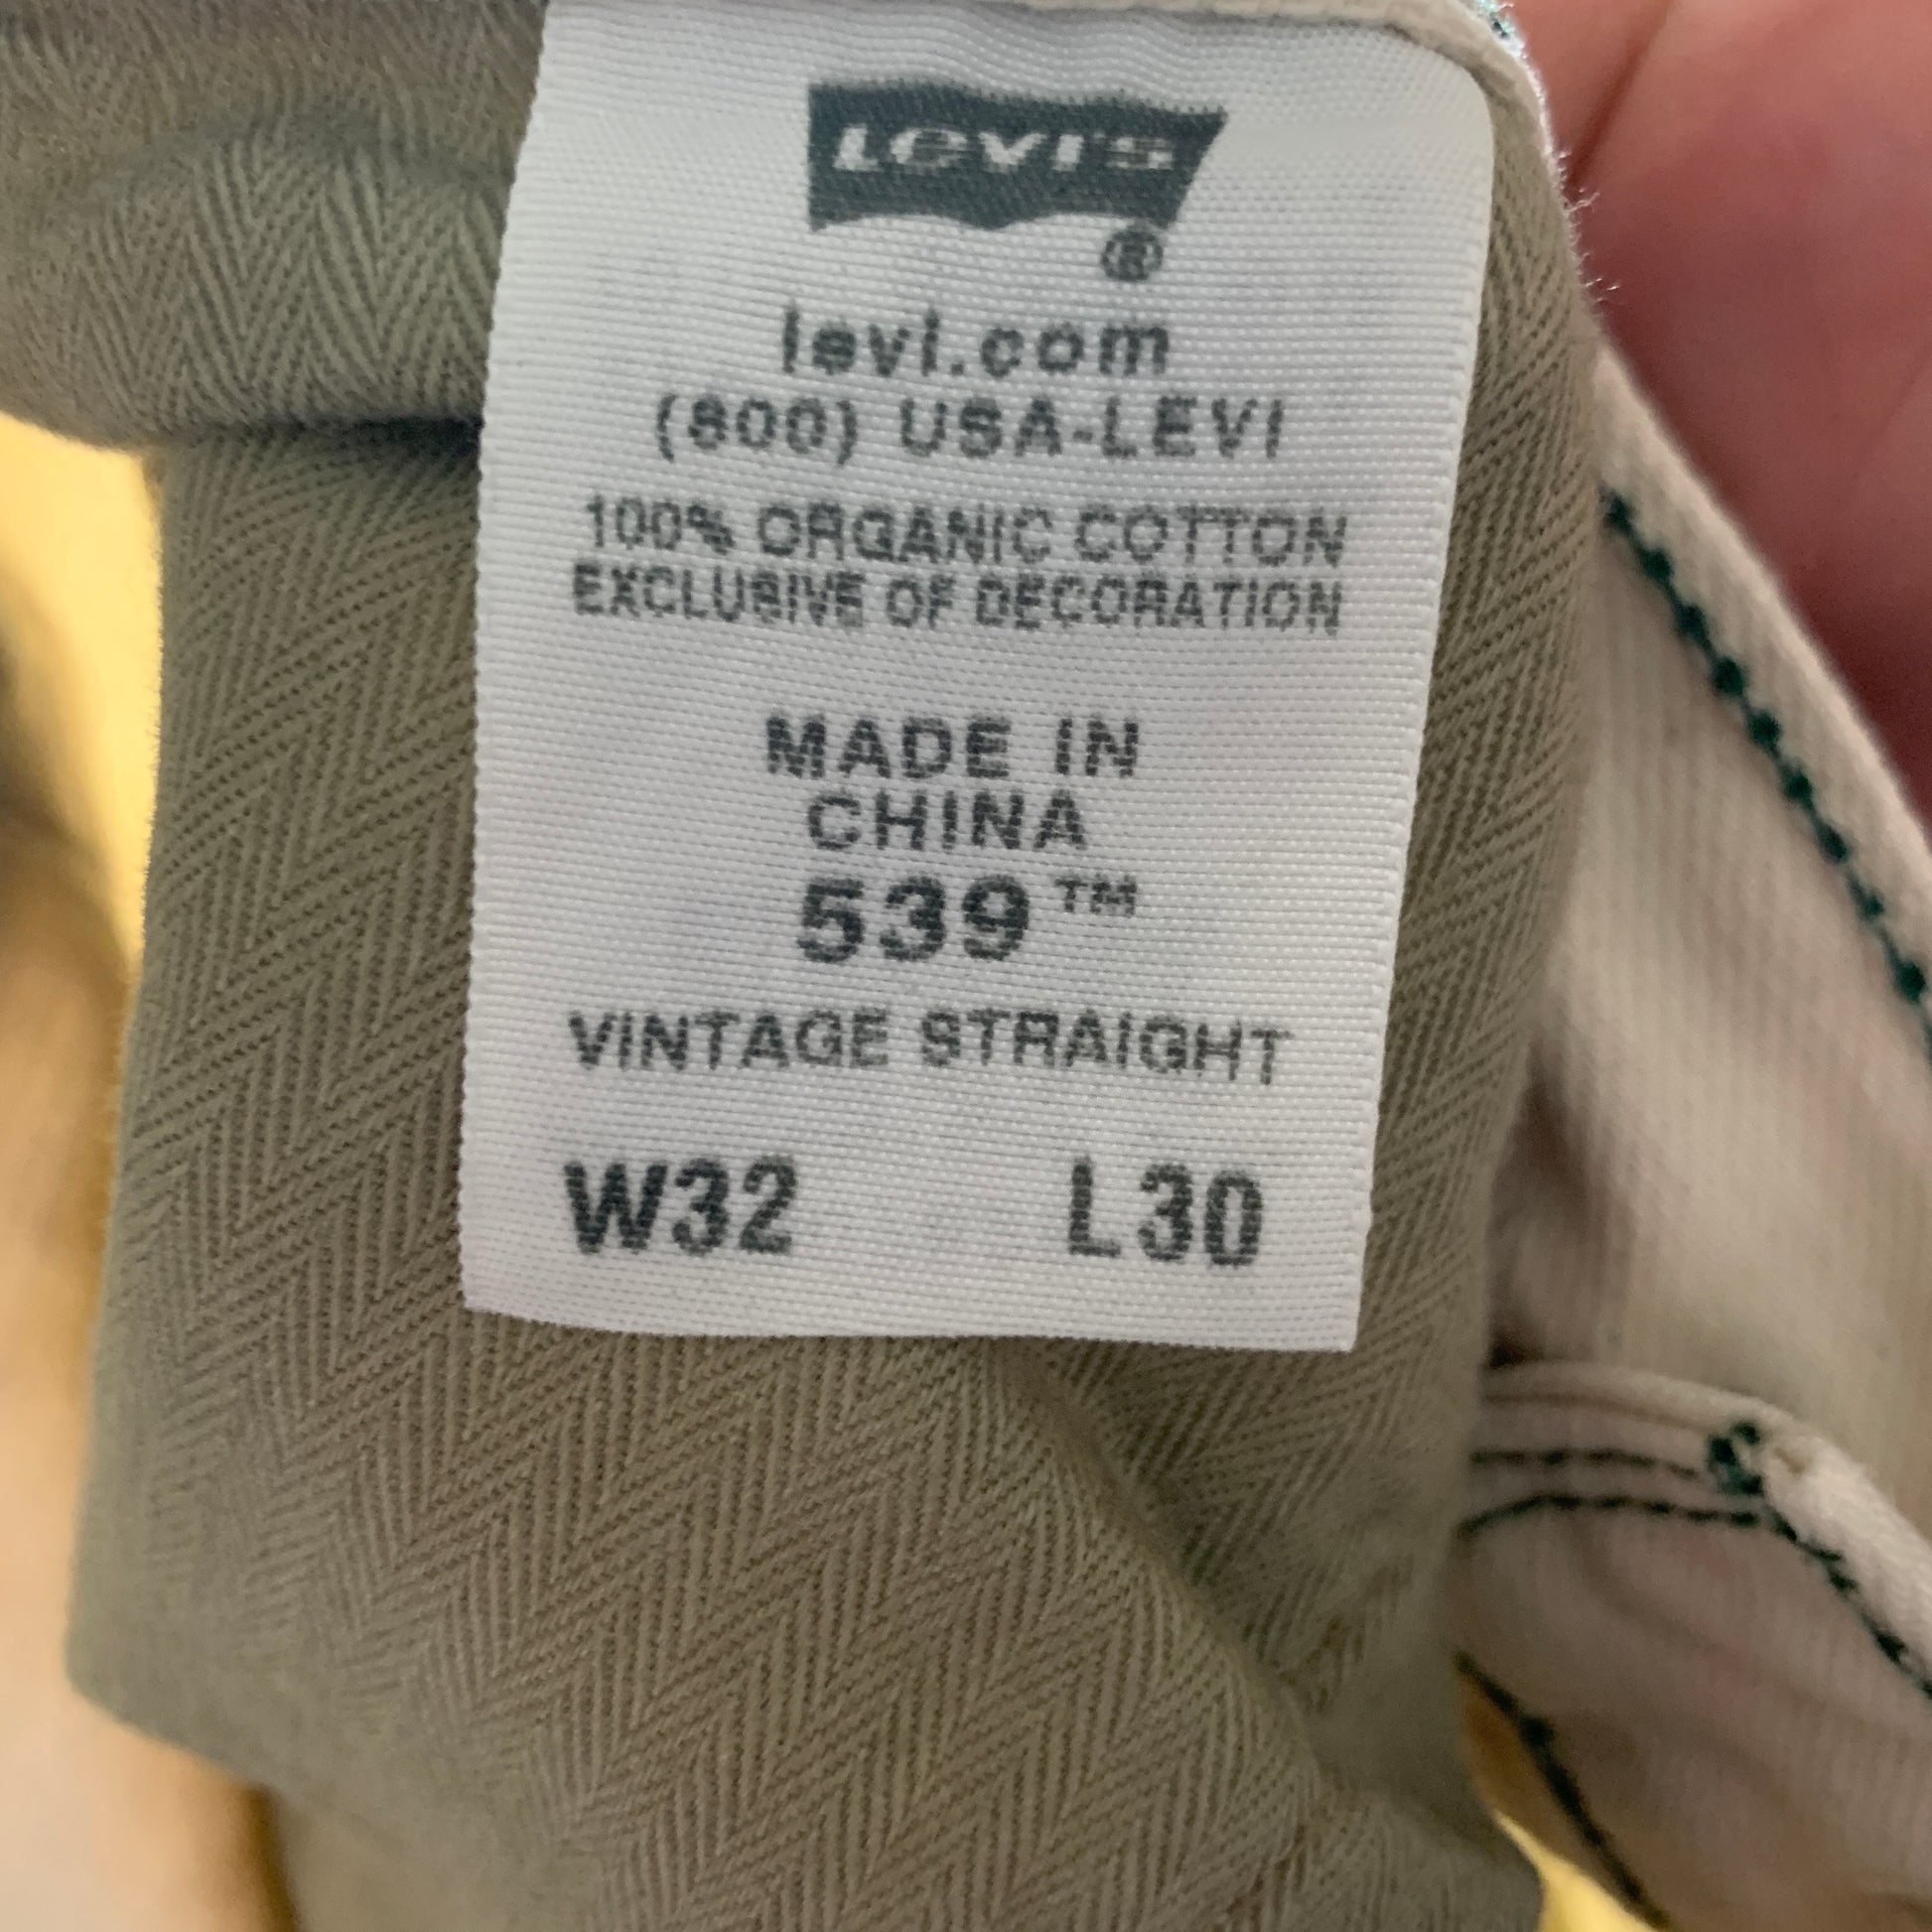 Levi's
®
levi.com
(800) USA-LEVI
100% ORGANIC COTTON
EXCLUSIVE OF DECORATION
MADE IN
CHINA
539™
VINTAGE STRAIGHT
W32 L30